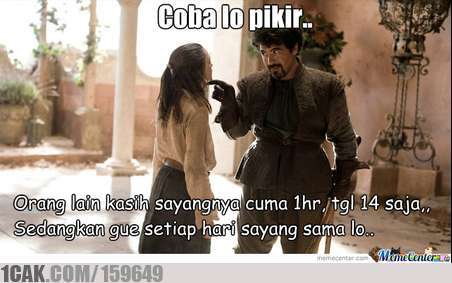 Coba lo pikir..
Orang lain kasih sayangnya cuma 1hr, tgl 14 saja,,
Sedangkan gue setiap hari sayang sama lo..
memecenter.com MemeCenter
1CAK.COM/159649